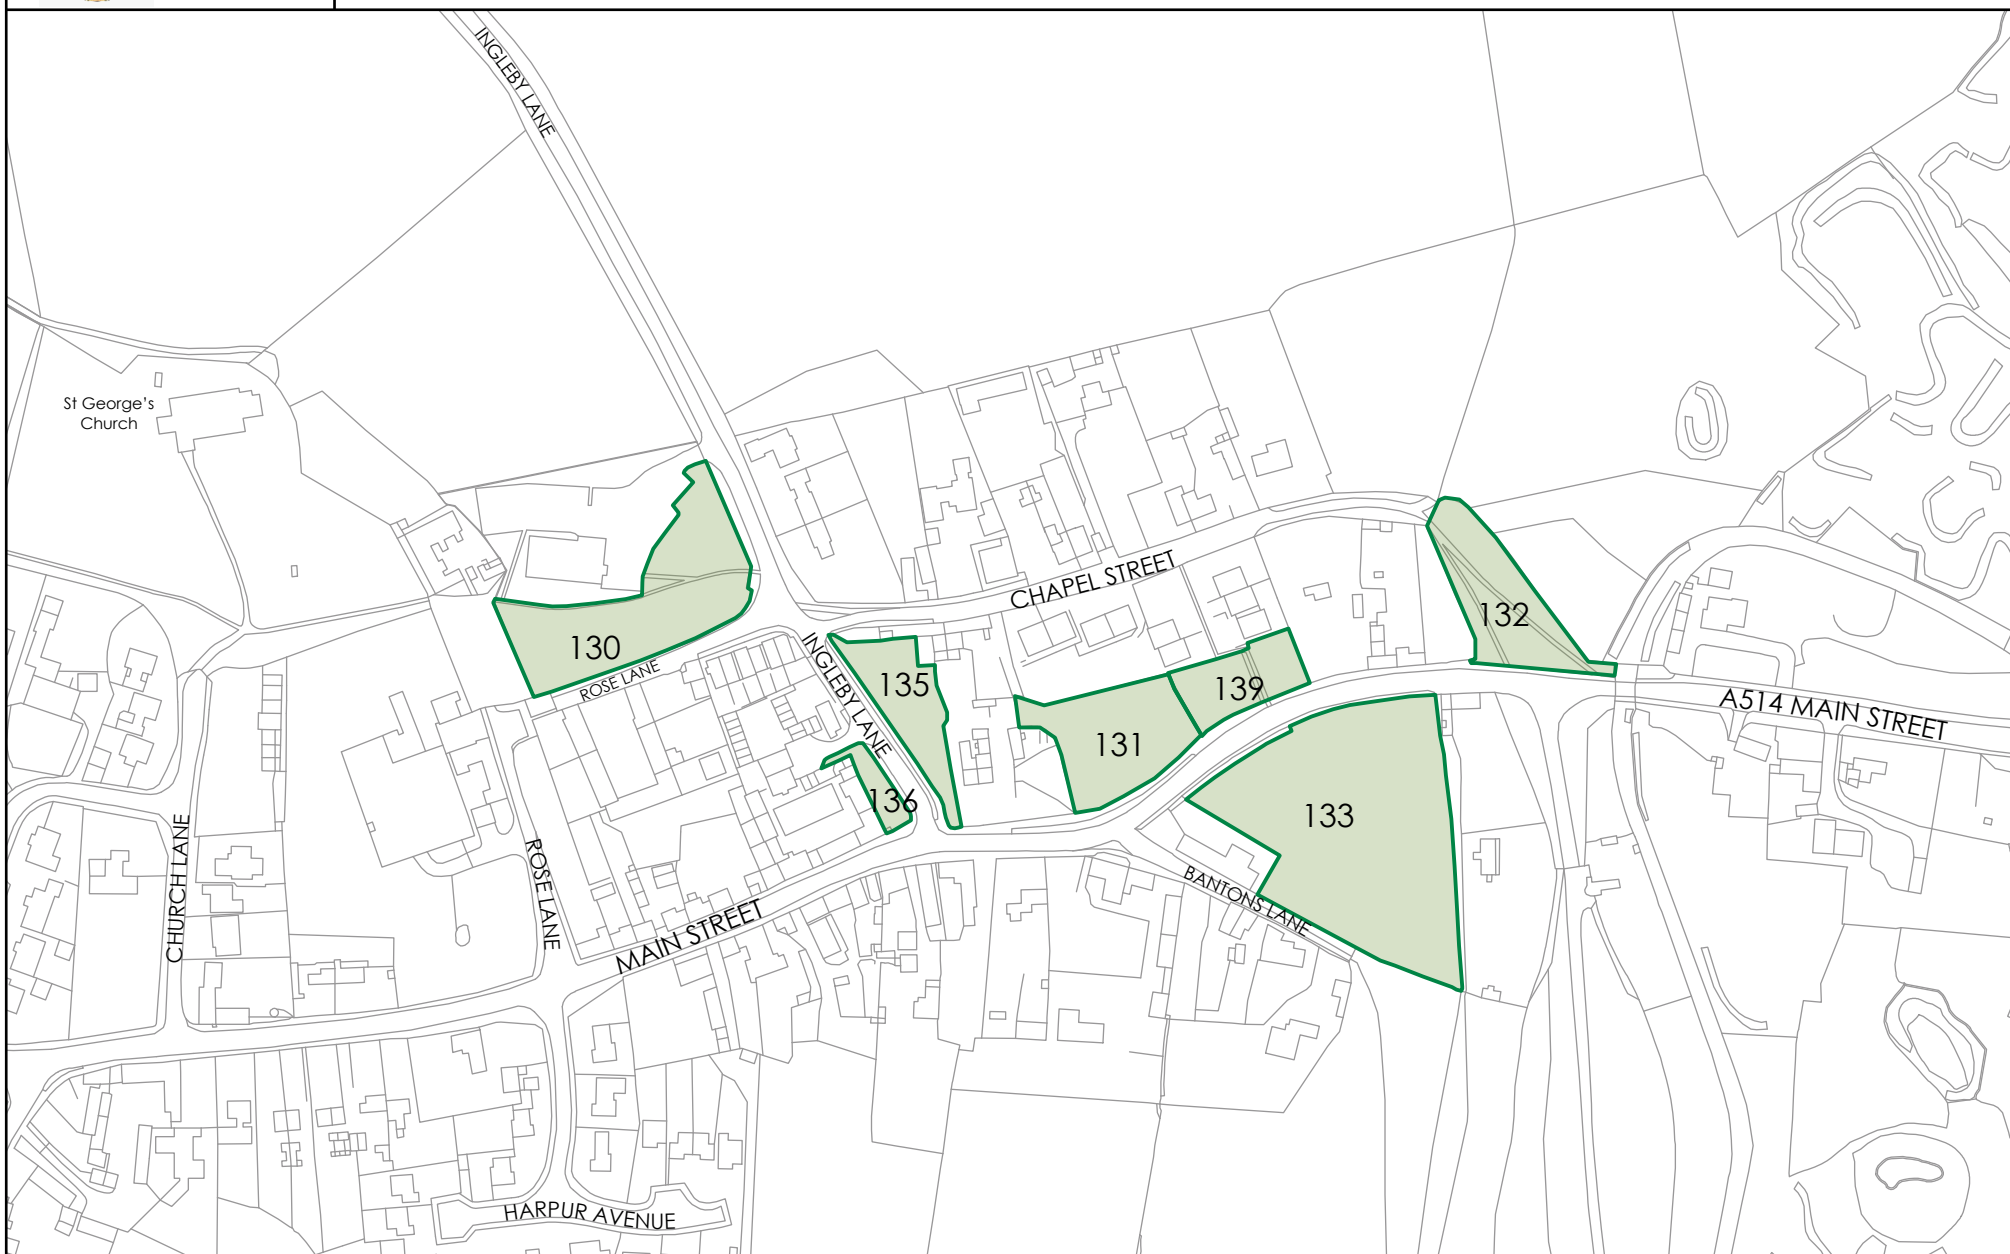 INGLEBY LANE
St George's
Church
CHAPEL STREET
132
130
ROSE LANE
INGLEBY LANE
135
139
A514 MAIN STREET
131
136
133
CHURCH LANE
ROSE LANE
BANTONS LANE
MAIN STREET
HARPUR AVENUE